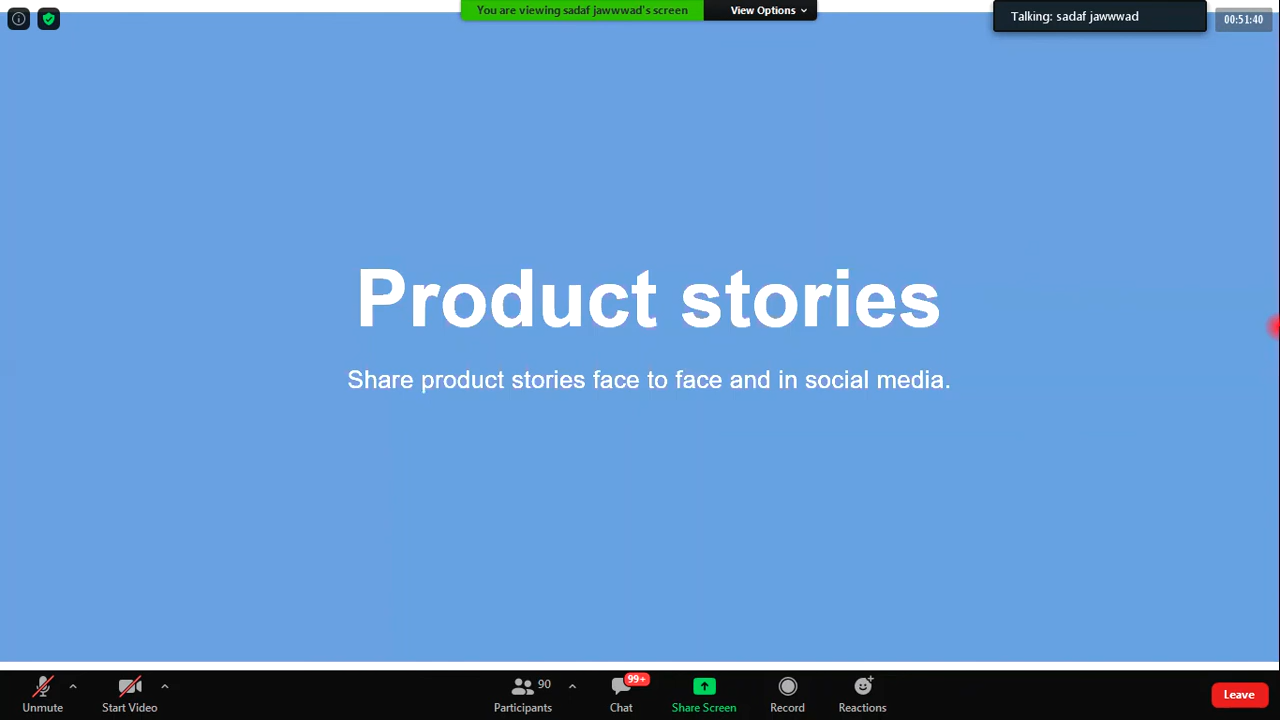 You are viewing sadaf jawwwad's screen
View Options
Talking: sadaf jawwwad
00:51:40
Product stories
Share product stories face to face and in social media.
Unmute
Start Video
90
Participants
99+
Chat
Share Screen
Record
Reactions
Leave